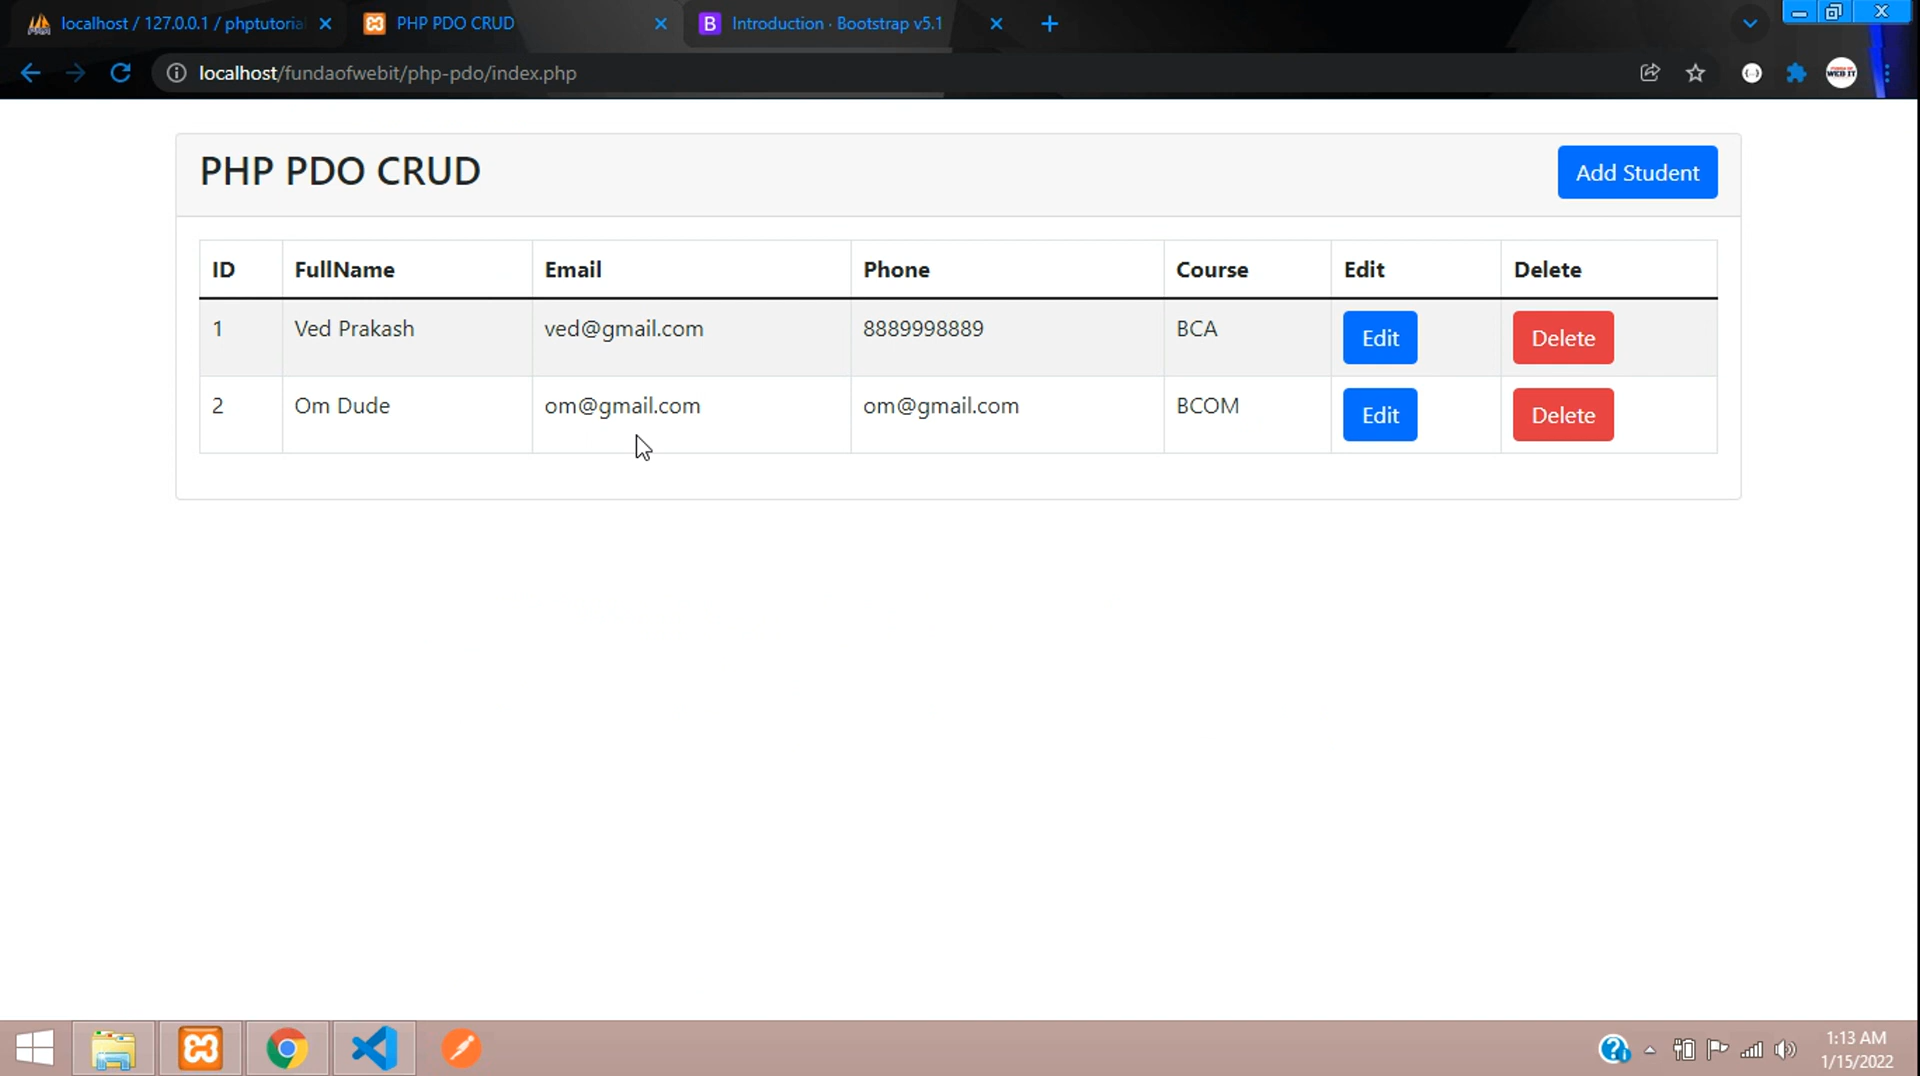 localhost / 127.0.0.1 / phptutoria
PHP PDO CRUD
B Introduction · Bootstrap v5.1
localhost/fundaofwebit/php-pdo/index.php
WEB IT
PHP PDO CRUD
Add Student
ID FullName Email Phone Course Edit Delete
1 Ved Prakash ved@gmail.com 8889998889 BCA Edit Delete
2 Om Dude om@gmail.com om@gmail.com BCOM Edit Delete
1:13 AM
1/15/2022